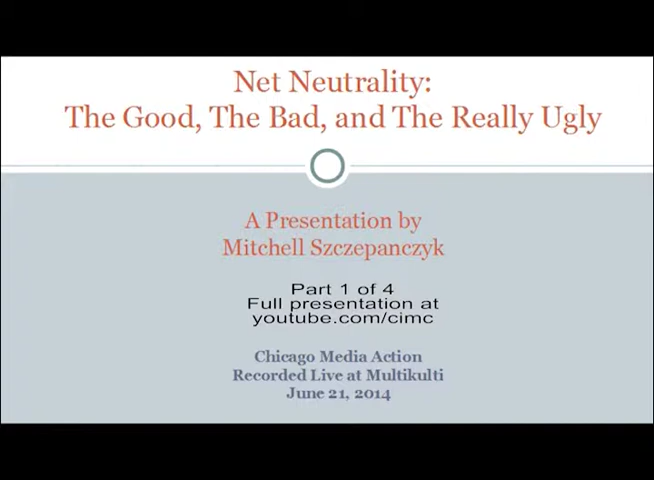 Net Neutrality:
The Good, The Bad, and The Really Ugly
A Presentation by
Mitchell Szczepanczyk
Part 1 of 4
Full presentation at
youtube.com/cimc
Chicago Media Action
Recorded Live at Multikulti
June 21, 2014